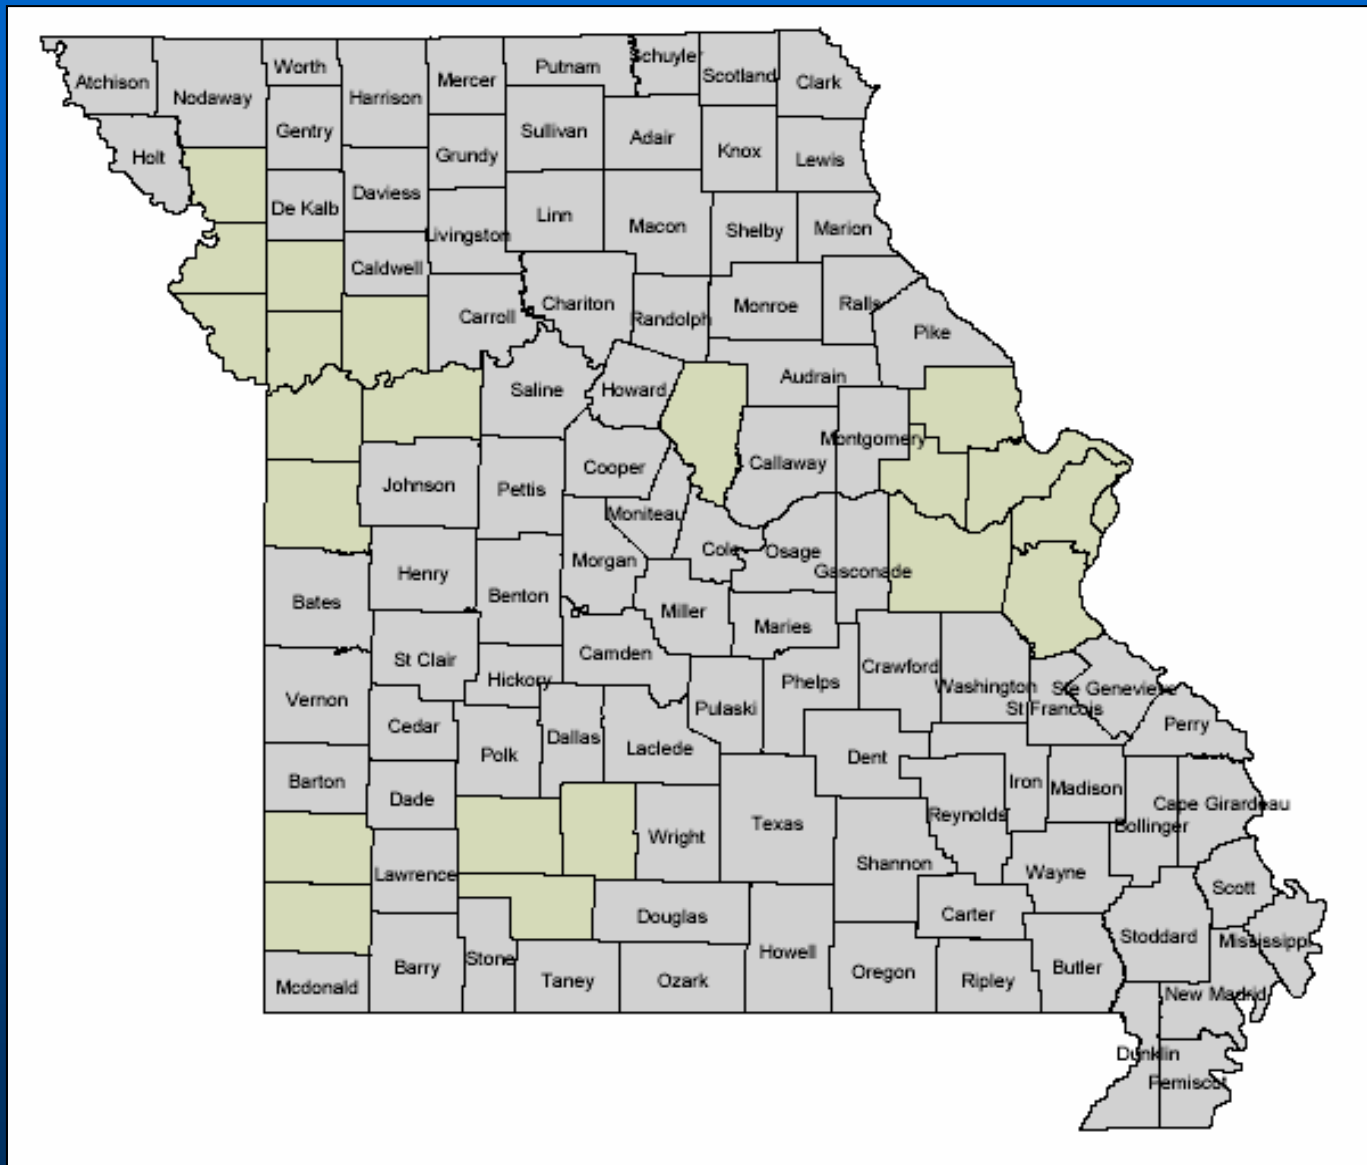 Atchison
Nodaway
Worth
Harrison
Mercer
Putnam
Schuyler
Scotland
Clark
Holt
Gentry
Grundy
Sullivan
Adair
Knox
Lewis
De Kalb
Daviess
Livingston
Linn
Macon
Shelby
Marion
Caldwell
Carroll
Chariton
Randolph
Monroe
Ralls
Pike
Saline
Howard
Audrain
Johnson
Pettis
Cooper
Callaway
Montgomery
Moniteau
Bates
Henry
Benton
Morgan
Cole
Osage
Gasconade
Miller
Maries
Vernon
St Clair
Hickory
Camden
Pulaski
Phelps
Crawford
Washington
Ste Genevieve
St Francois
Perry
Barton
Cedar
Polk
Dallas
Laclede
Dent
Dade
Wright
Texas
Reynolds
Iron
Madison
Cape Girardeau
Bollinger
Lawrence
Douglas
Shannon
Wayne
Scott
Mcdonald
Barry
Stone
Taney
Ozark
Howell
Oregon
Carter
Ripley
Butler
Stoddard
Mississippi
New Madrid
Dunklin
Pemiscot